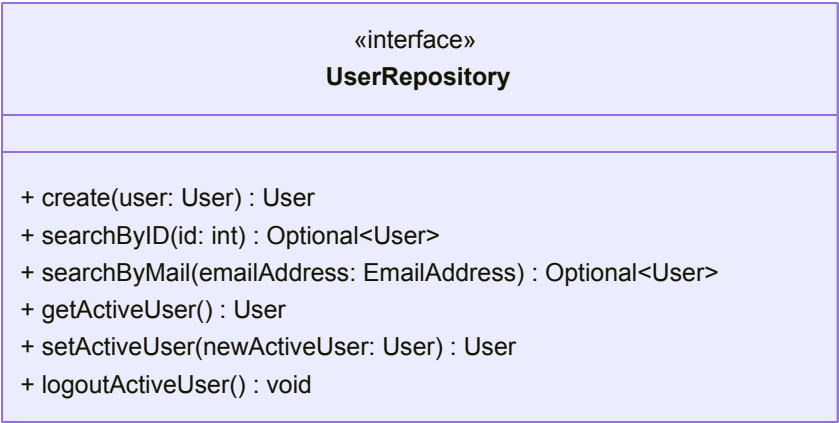 «interface»
UserRepository
+ create(user: User) : User
+ searchByID(id: int) : Optional<User>
+ searchByMail(emailAddress: EmailAddress) : Optional<User>
+ getActiveUser() : User
+ setActiveUser(newActiveUser: User) : User
+ logoutActiveUser() : void